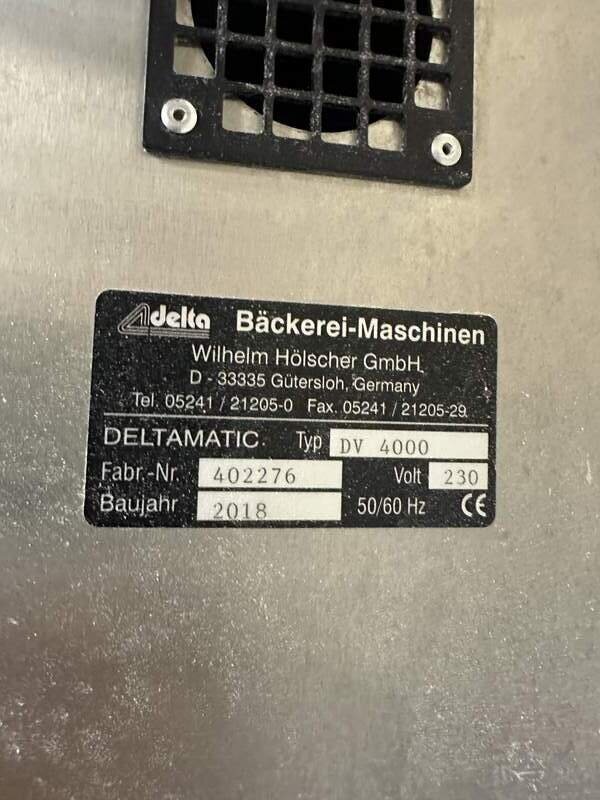 delta Bäckerei-Maschinen
Wilhelm Hölscher GmbH
D - 33335 Gütersloh, Germany
Tel. 05241 / 21205-0 Fax. 05241 / 21205-29
DELTAMATIC. Typ DV 4000
Fabr.-Nr. 402276 Volt 230
Baujahr 2018 50/60 Hz CE